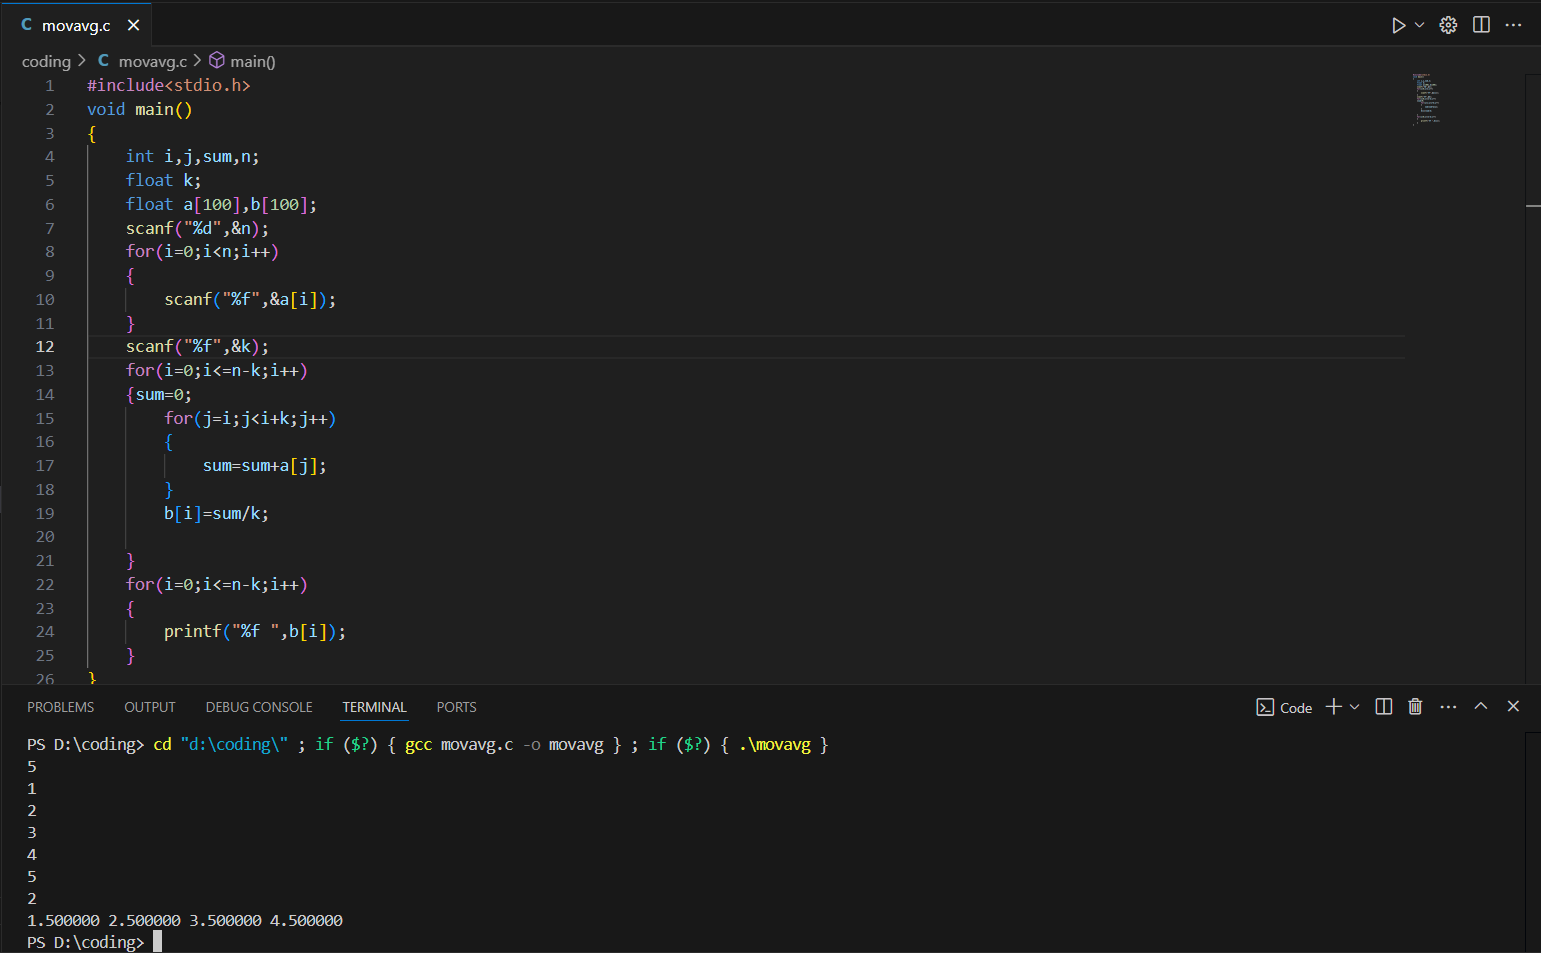 C movavg.c ×
coding > C movavg.c > main()
1 #include<stdio.h>
2 void main()
3 {
4 int i,j,sum,n;
5 float k;
6 float a[100],b[100];
7 scanf("%d",&n);
8 for(i=0;i<n;i++)
9 {
10 scanf("%f",&a[i]);
11 }
12 scanf("%f",&k);
13 for(i=0;i<=n-k;i++)
14 {sum=0;
15 for(j=i;j<i+k;j++)
16 {
17 sum=sum+a[j];
18 }
19 b[i]=sum/k;
20
21 }
22 for(i=0;i<=n-k;i++)
23 {
24 printf("%f ",b[i]);
25 }
26 }
PROBLEMS OUTPUT DEBUG CONSOLE TERMINAL PORTS Code
PS D:\coding> cd "d:\coding\" ; if ($?) { gcc movavg.c -o movavg } ; if ($?) { .\movavg }
5
1
2
3
4
5
2
1.500000 2.500000 3.500000 4.500000
PS D:\coding>